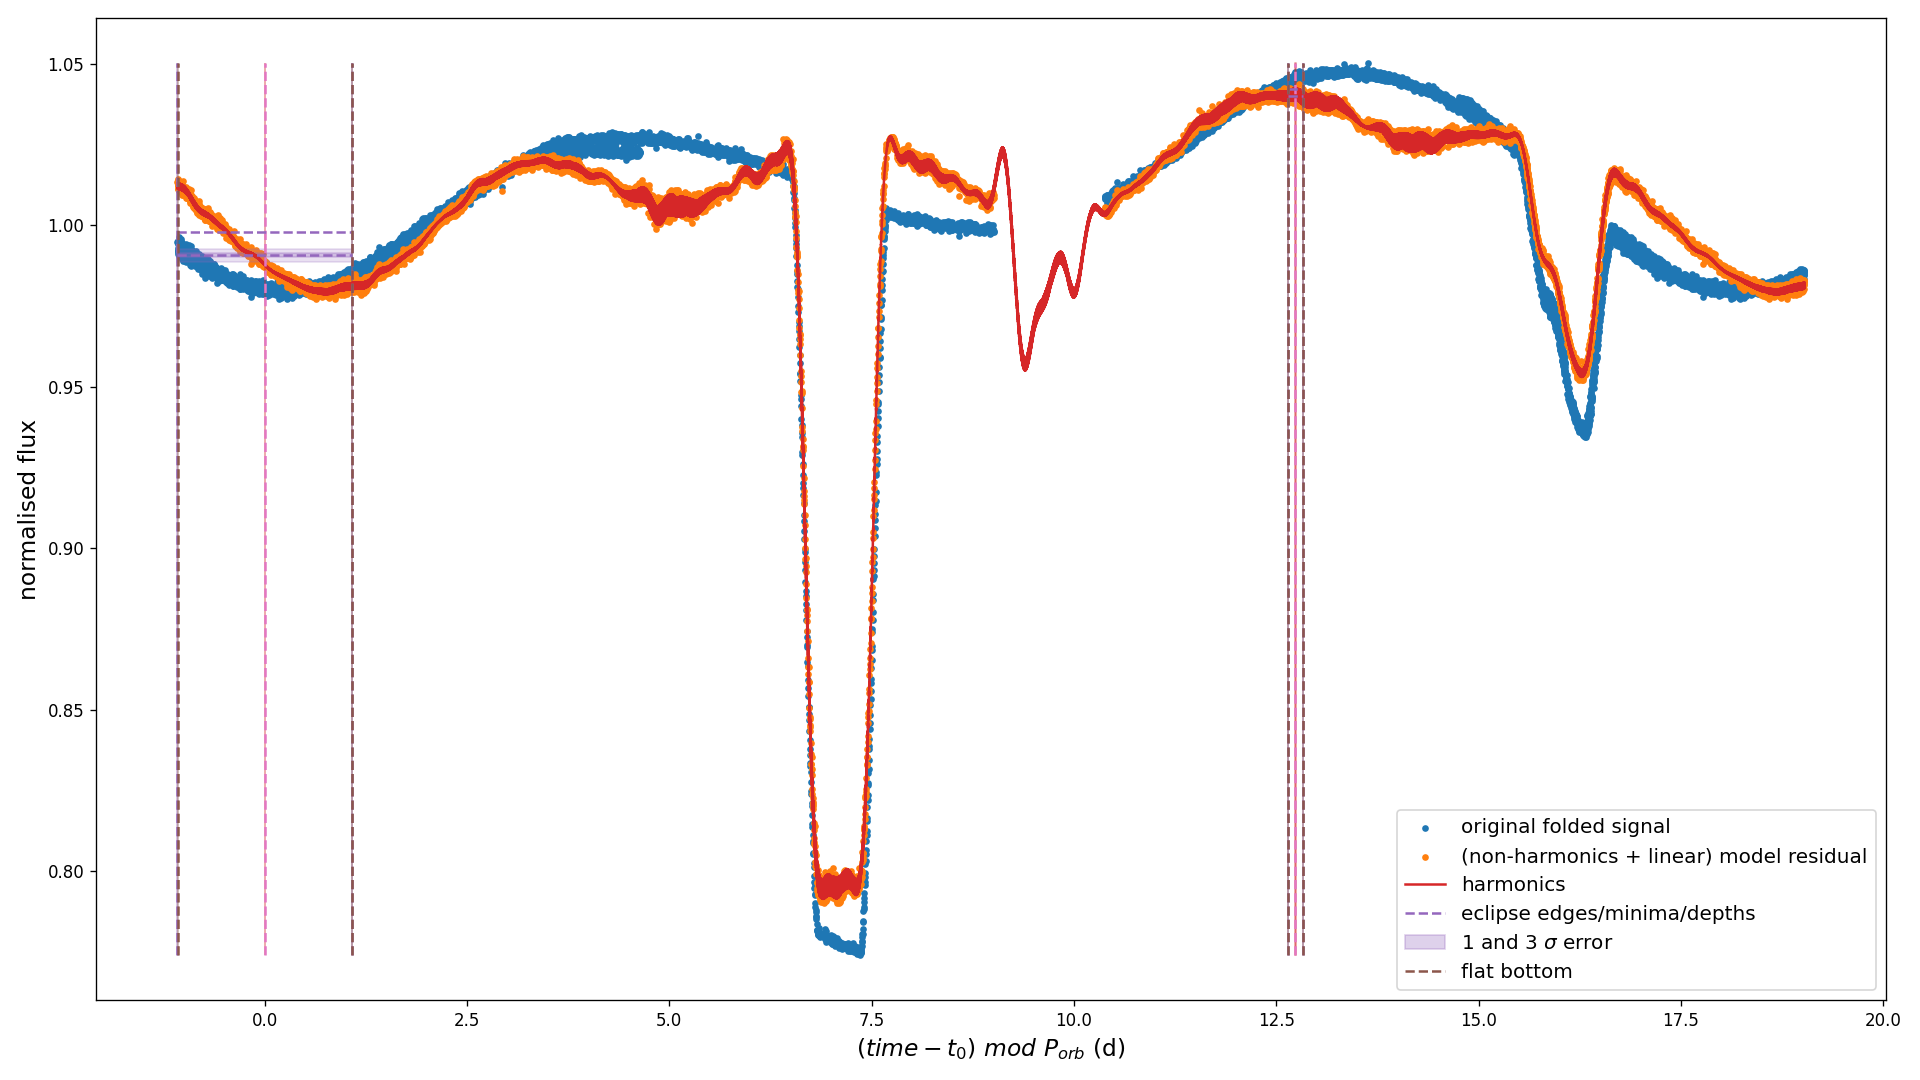 normalised flux
1.05
1.00
0.95
0.90
0.85
0.80
0.0 2.5 5.0 7.5 10.0 12.5 15.0 17.5 20.0
(time − t₀) mod Pₒᵣb (d)
original folded signal
(non-harmonics + linear) model residual
harmonics
eclipse edges/minima/depths
1 and 3 σ error
flat bottom